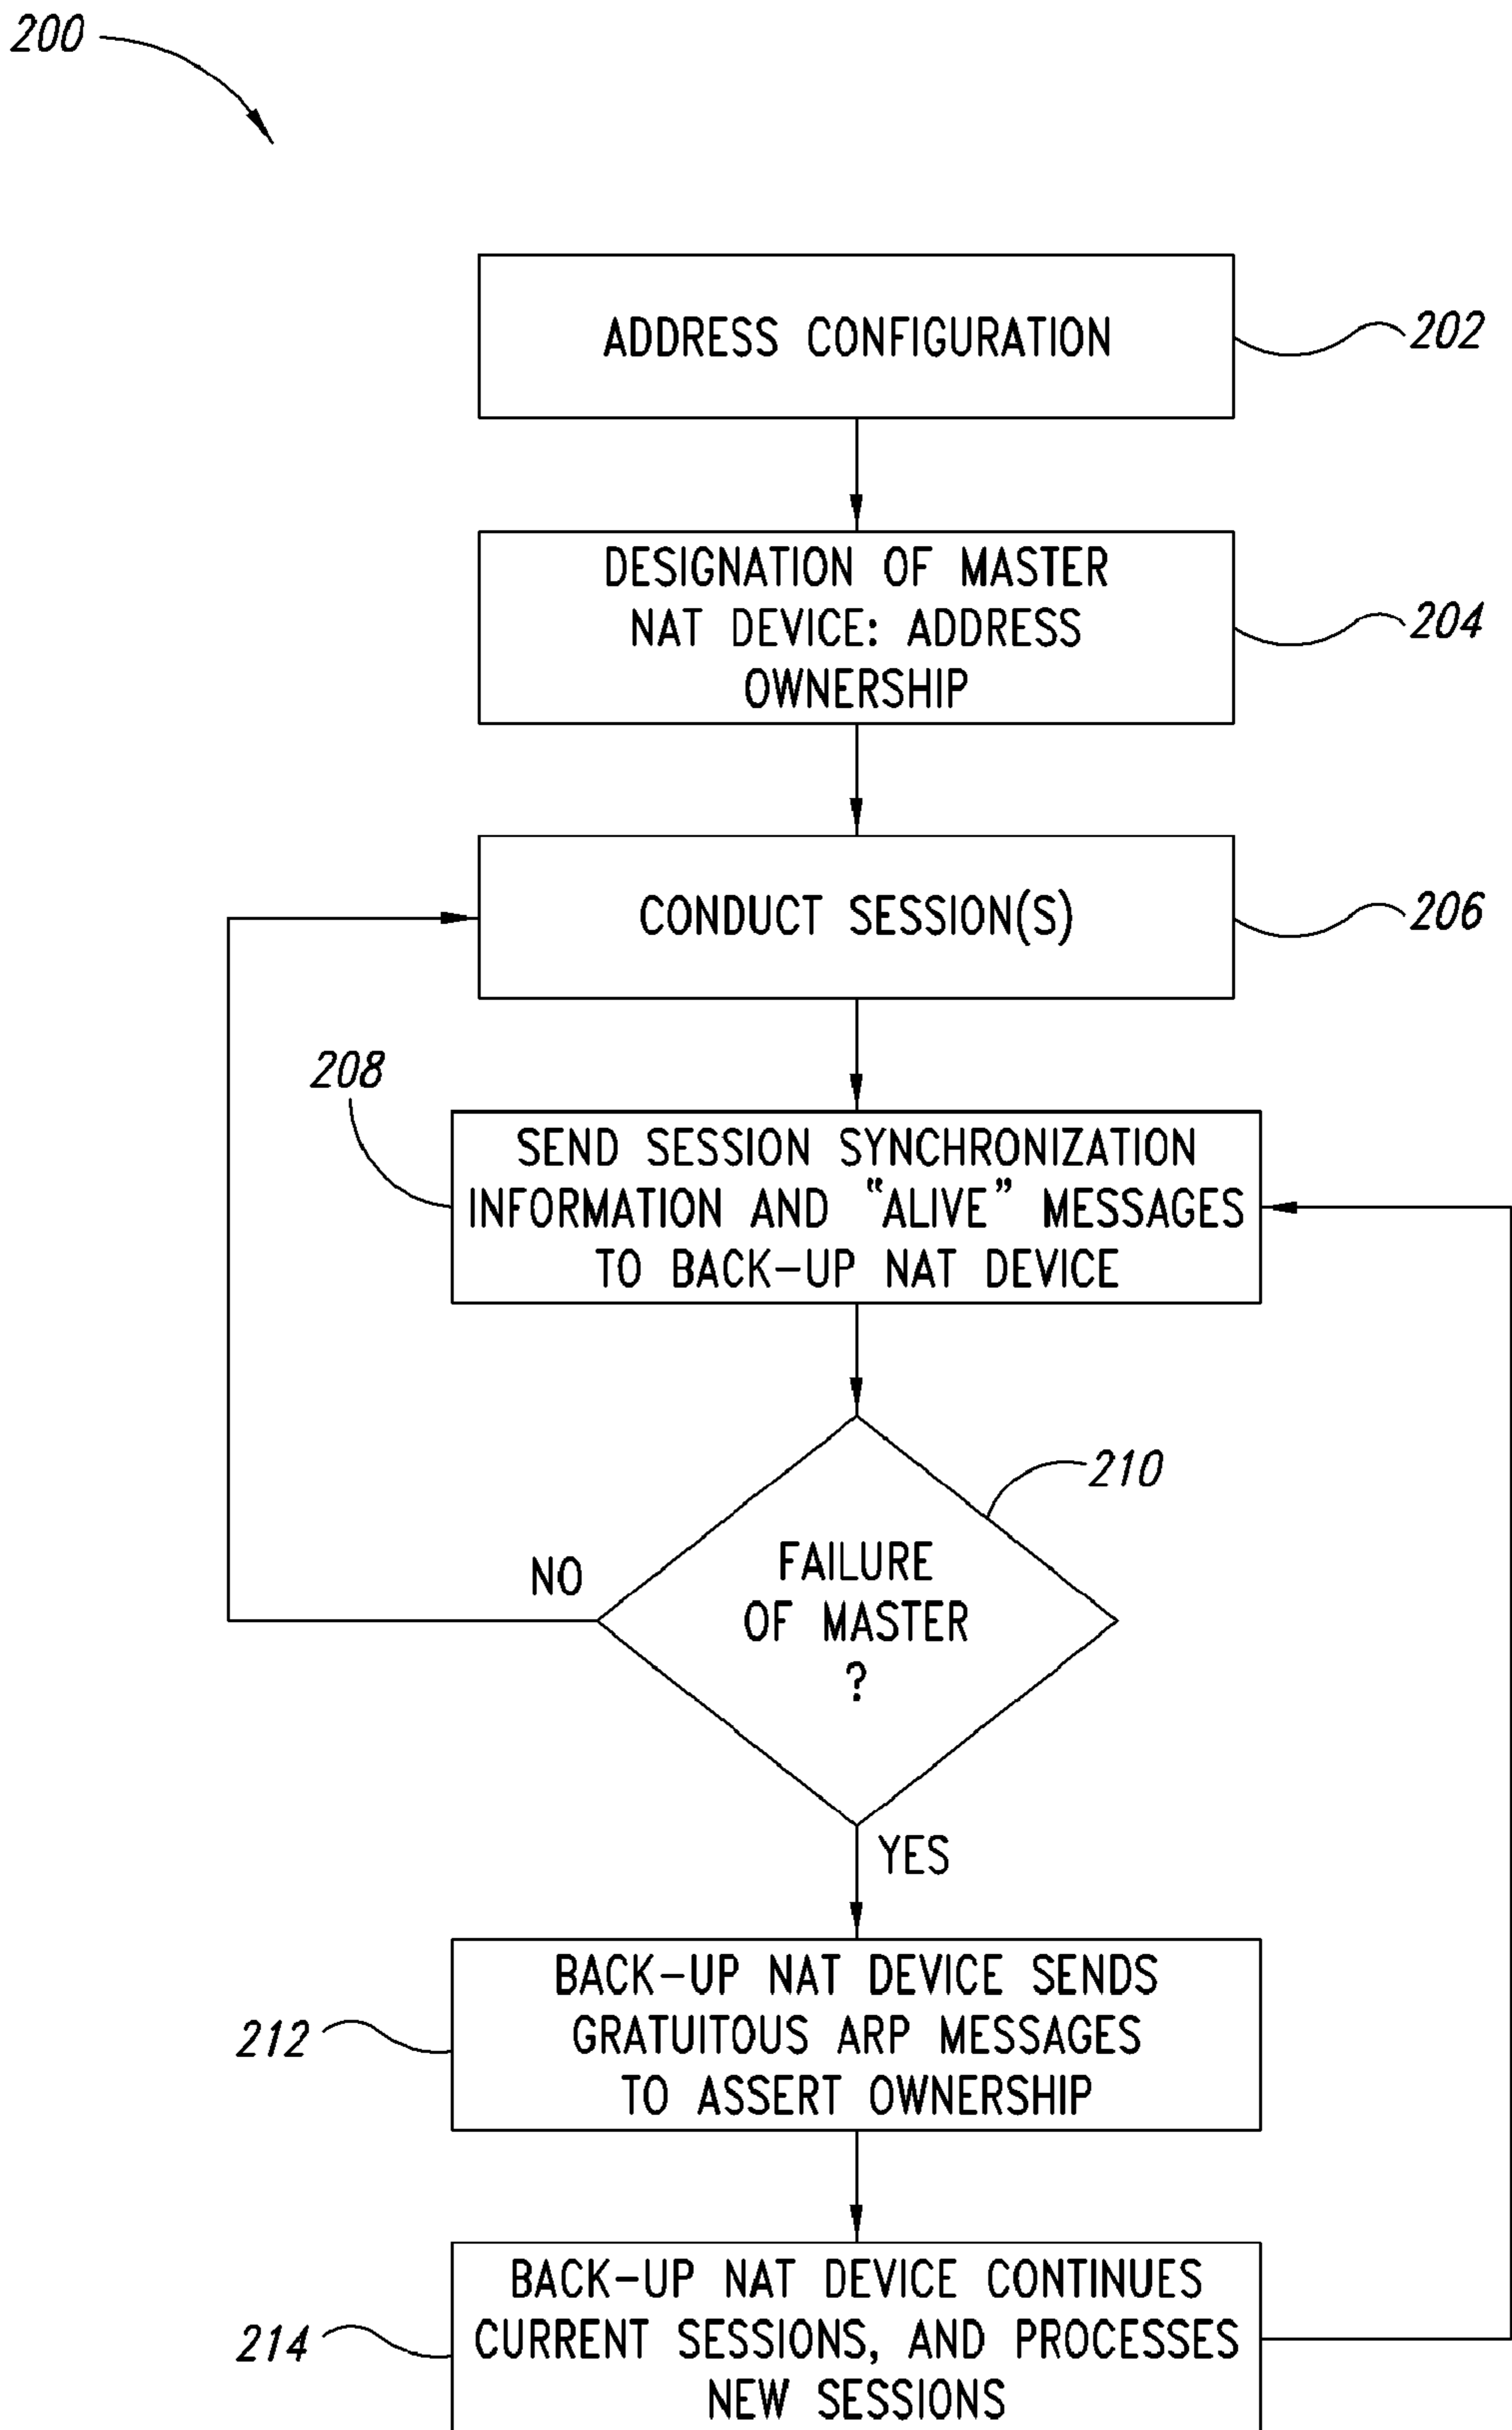 200
ADDRESS CONFIGURATION
202
DESIGNATION OF MASTER
NAT DEVICE: ADDRESS
OWNERSHIP
204
CONDUCT SESSION(S)
206
208
SEND SESSION SYNCHRONIZATION
INFORMATION AND “ALIVE” MESSAGES
TO BACK-UP NAT DEVICE
210
FAILURE
OF MASTER
?
NO
YES
BACK-UP NAT DEVICE SENDS
GRATUITOUS ARP MESSAGES
TO ASSERT OWNERSHIP
212
BACK-UP NAT DEVICE CONTINUES
CURRENT SESSIONS, AND PROCESSES
NEW SESSIONS
214